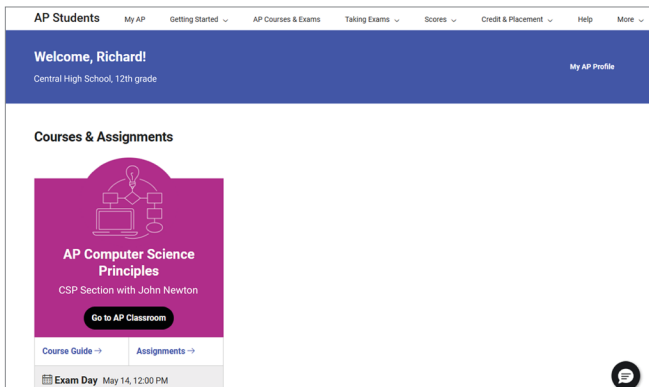 AP Students My AP Getting Started AP Courses & Exams Taking Exams Scores Credit & Placement Help More
Welcome, Richard!
My AP Profile
Central High School, 12th grade
Courses & Assignments
AP Computer Science
Principles
CSP Section with John Newton
Go to AP Classroom
Course Guide → Assignments →
Exam Day May 14, 12:00 PM